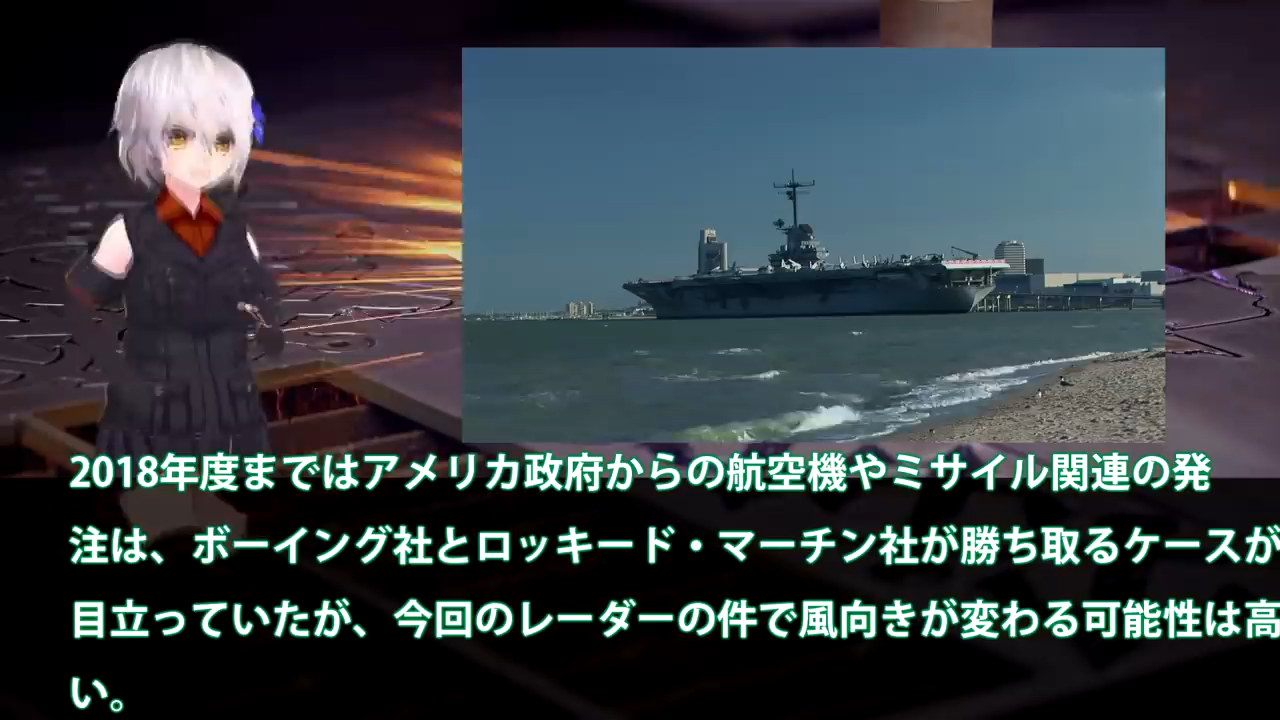 2018年度まではアメリカ政府からの航空機やミサイル関連の発
注は、ボーイング社とロッキード・マーチン社が勝ち取るケースが
目立っていたが、今回のレーダーの件で風向きが変わる可能性は高
い。